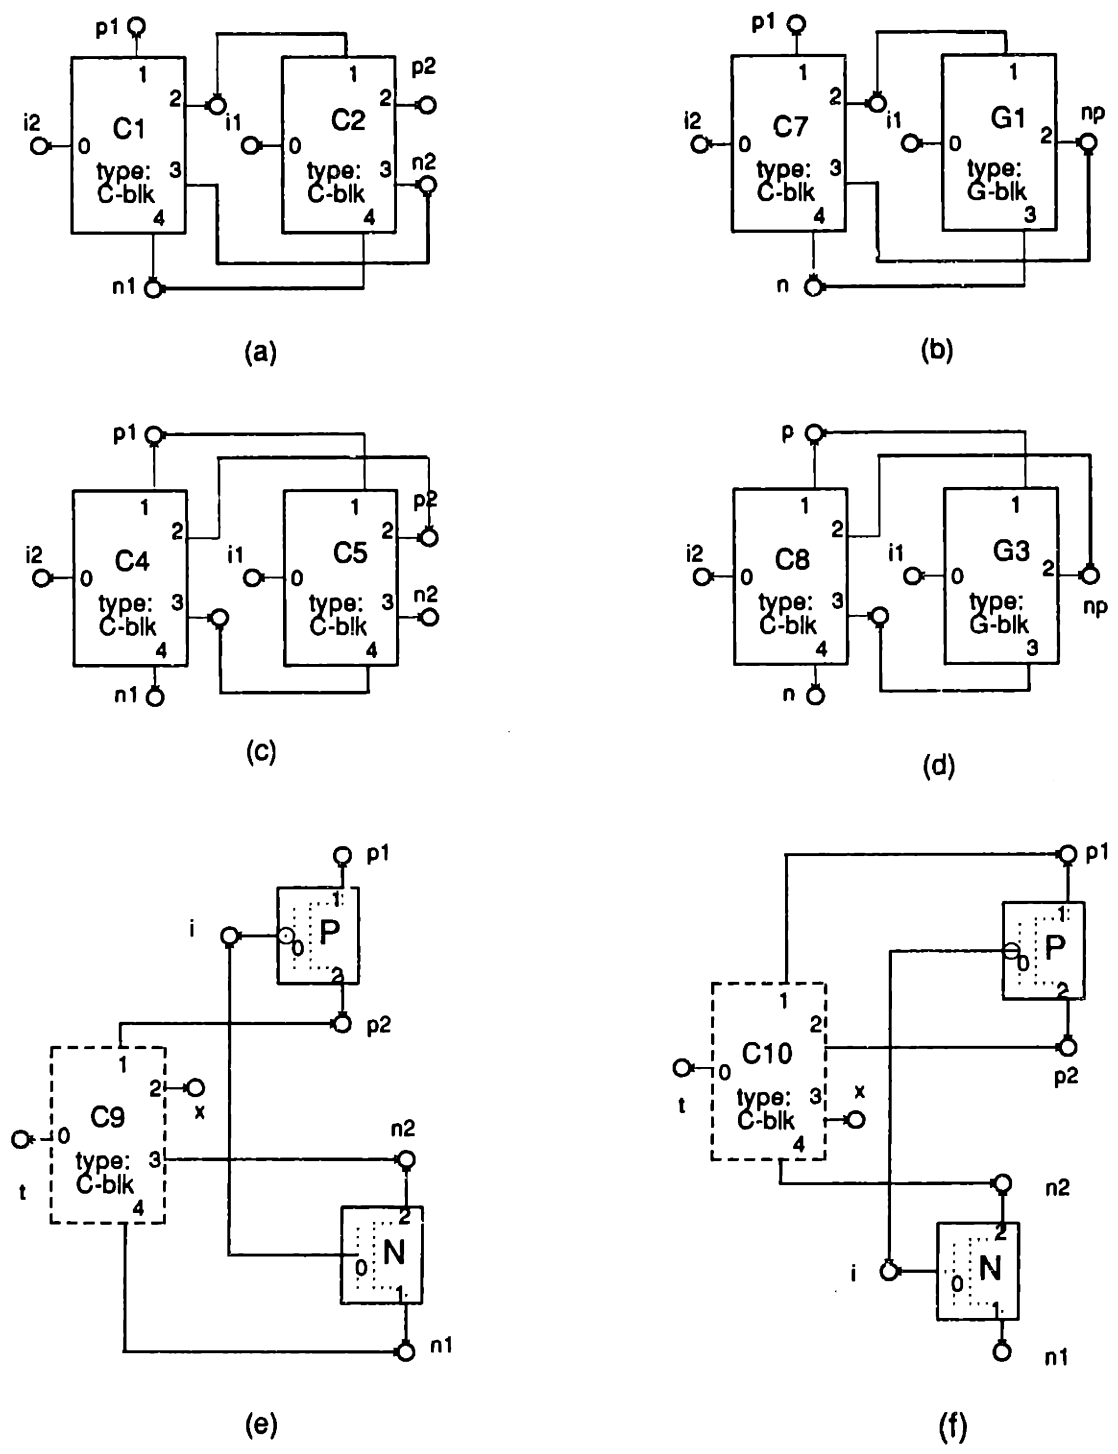 p1
1
2
i2
0
C1
type:
C-blk
3
4
n1
i1
1
p2
2
C2
0
n2
type:
C-blk
3
4
(a)
p1
1
2
i2
0
C7
type:
C-blk
3
4
n
i1
1
G1
np
0
2
type:
G-blk
3
(b)
p1
1
2
i2
0
C4
type:
C-blk
3
4
n1
i1
1
p2
2
C5
0
n2
type:
C-blk
3
4
(c)
p
1
2
i2
0
C8
type:
C-blk
3
4
n
i1
1
G3
0
2
np
type:
G-blk
3
(d)
p1
1
i
P
0
2
p2
1
2
x
C9
0
t
type:
C-blk
3
4
n2
2
N
0
1
n1
(e)
p1
1
P
0
2
p2
1
2
C10
0
t
type:
C-blk
3
x
4
n2
2
i
N
0
1
n1
(f)